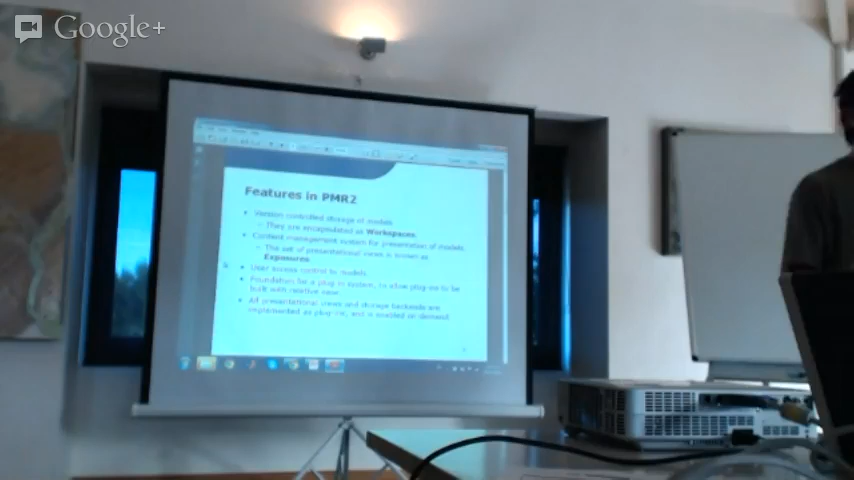 Google+
Features in PMR2
• Version controlled storage of models
– They are encapsulated as Workspaces.
• Content management system for presentation of models.
– The set of presentational views is known as
Exposures.
• User access control to models.
• Foundation be a plug-in system, to allow plug-ins to be
built with relative ease.
• All presentational views and storage backends are
implemented as plug-ins, and is enabled on demand